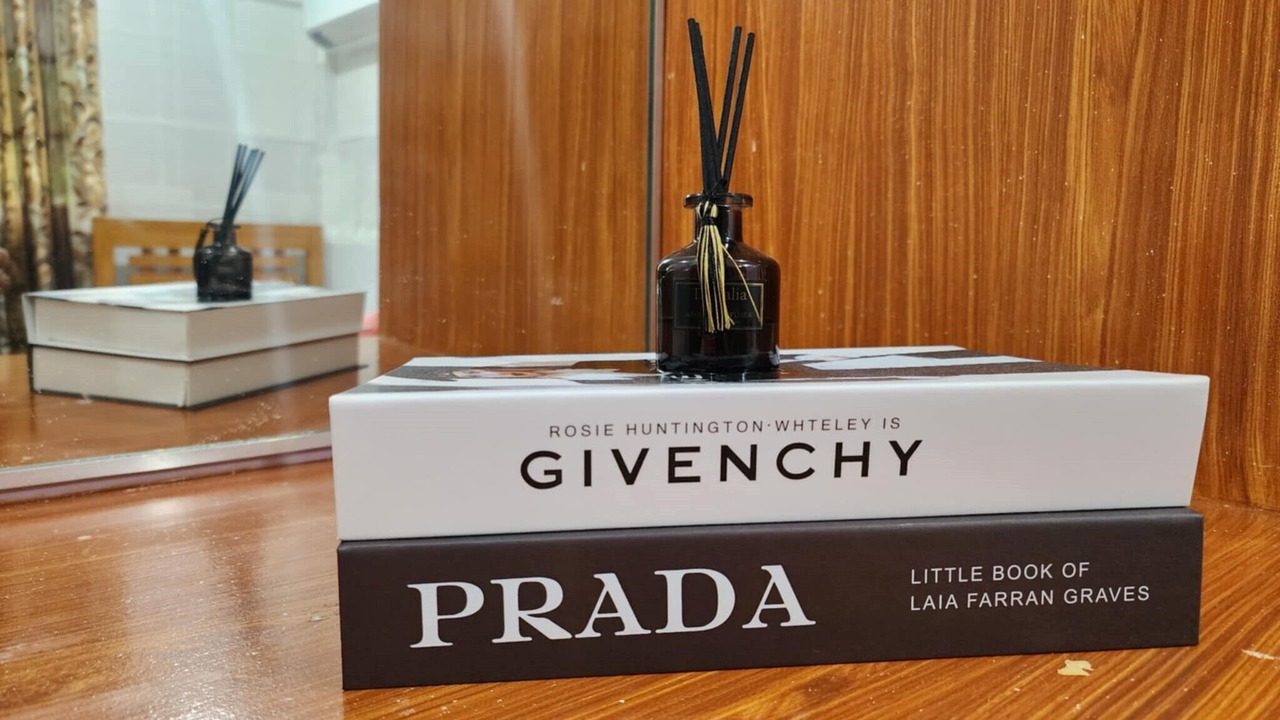 ROSIE HUNTINGTON·WHTELEY IS
GIVENCHY
PRADA
LITTLE BOOK OF
LAIA FARRAN GRAVES